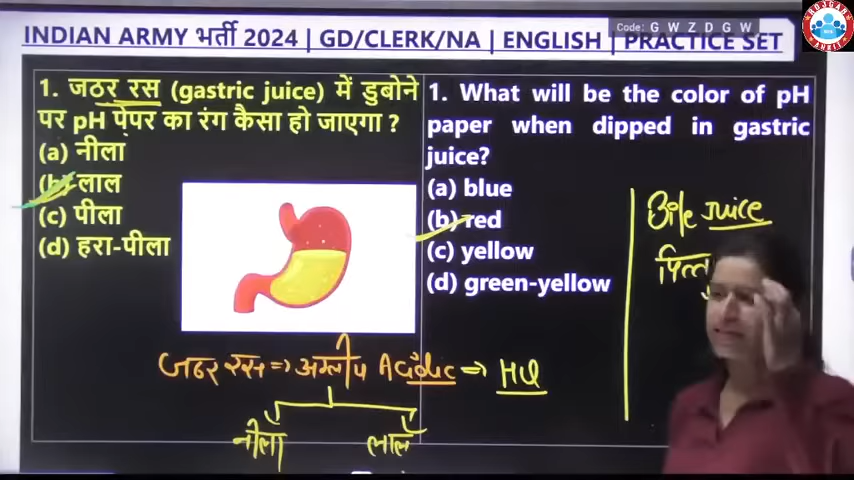 Code: G W Z D G W
INDIAN ARMY भर्ती 2024 | GD/CLERK/NA | ENGLISH | PRACTICE SET
1. जठर रस (gastric juice) में डुबोने
पर pH पेपर का रंग कैसा हो जाएगा ?
(a) नीला
(b) लाल
(c) पीला
(d) हरा-पीला
1. What will be the color of pH
paper when dipped in gastric
juice?
(a) blue
(b) red
(c) yellow
(d) green-yellow
Bile Juice
जठर रस => अम्लीय Acidic => HCl
नीला लाल